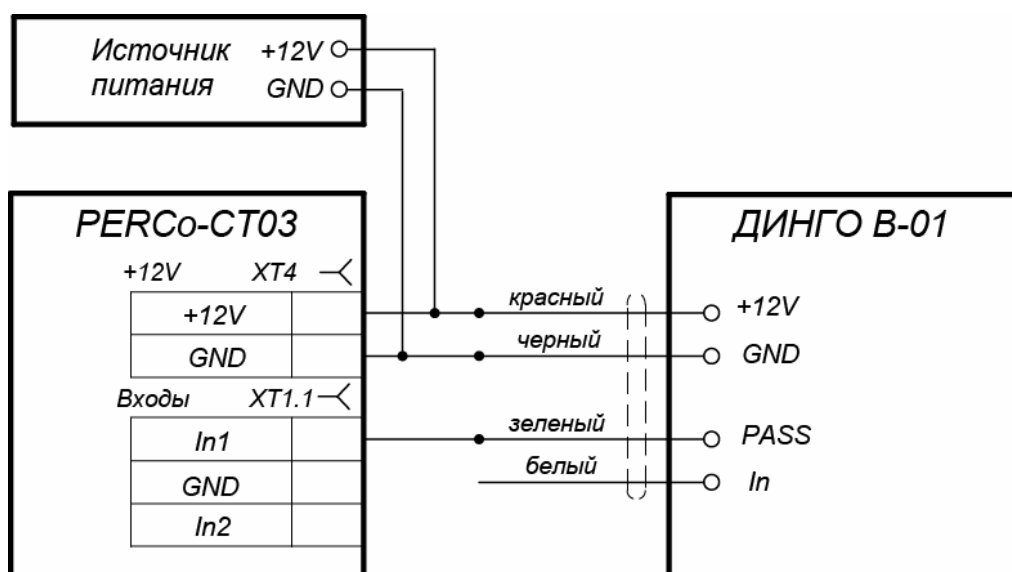 Источник +12V
питания GND
PERCo-CT03
+12V XT4
+12V
GND
Входы XT1.1
In1
GND
In2
красный
черный
зеленый
белый
ДИНГО В-01
+12V
GND
PASS
In